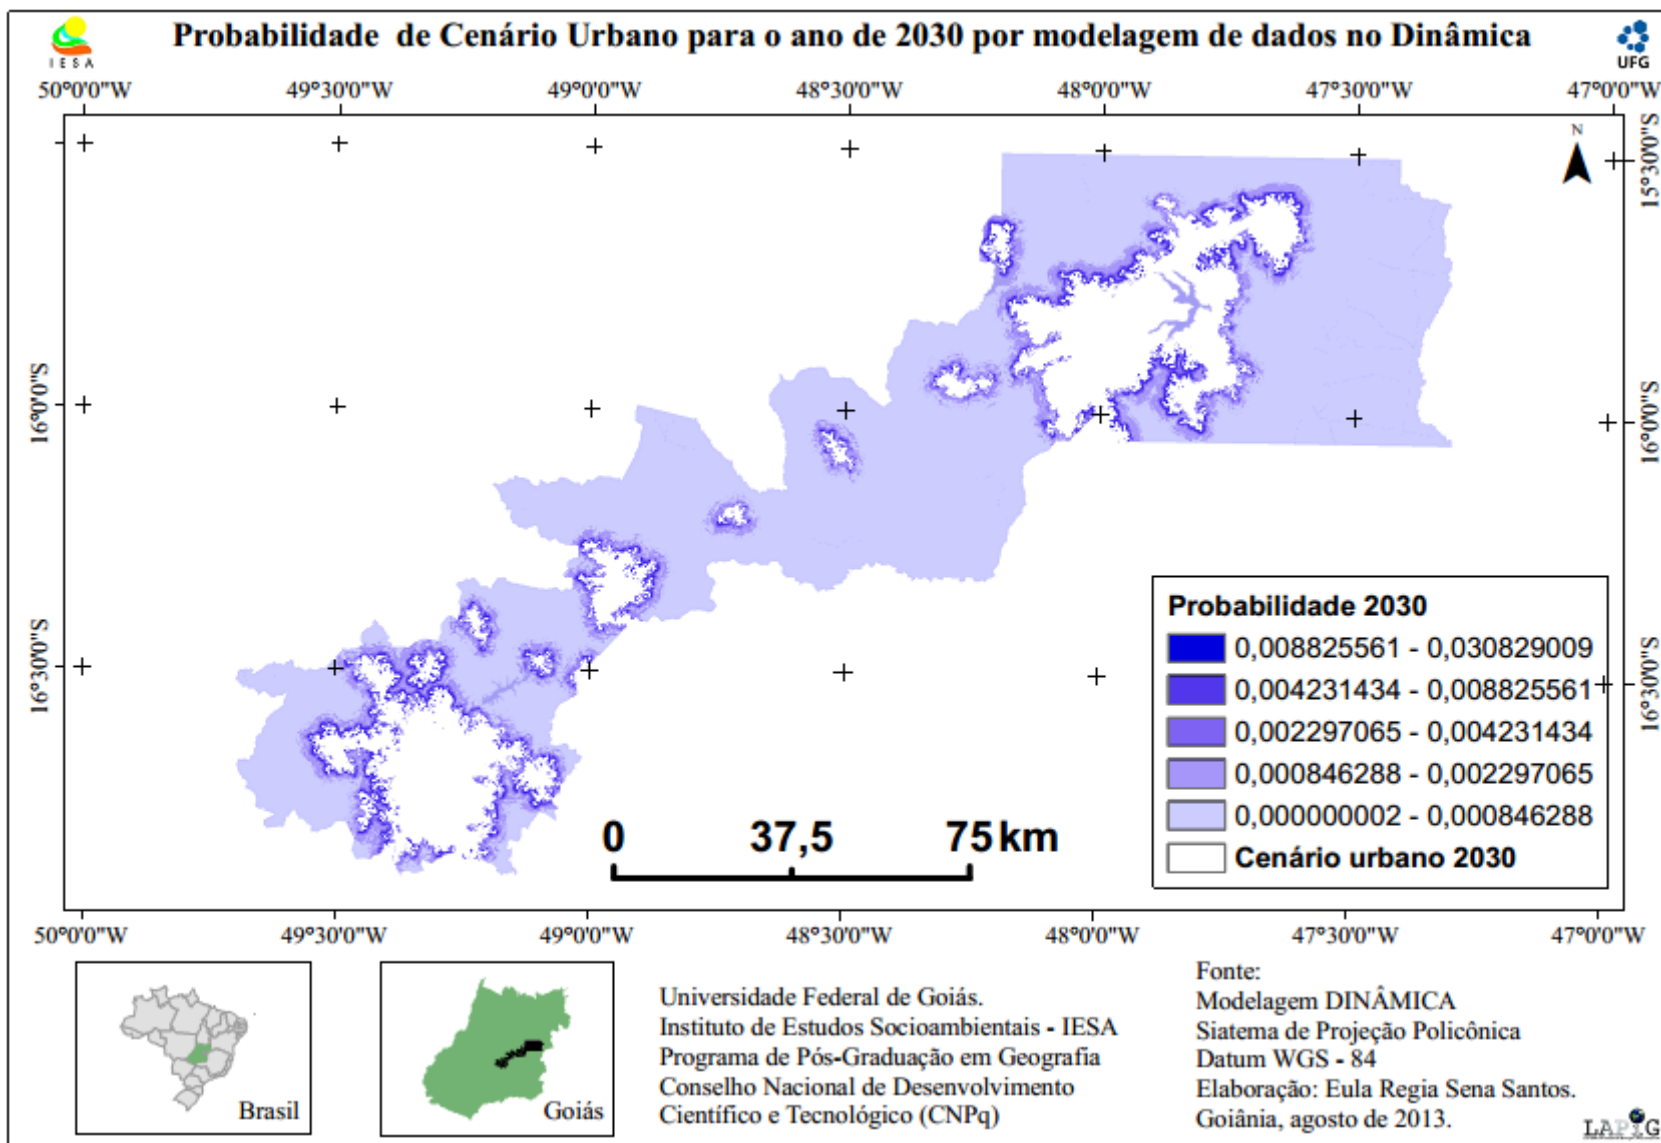 Probabilidade de Cenário Urbano para o ano de 2030 por modelagem de dados no Dinâmica
IESA
UFG
50°0'0"W 49°30'0"W 49°0'0"W 48°30'0"W 48°0'0"W 47°30'0"W 47°0'0"W
N
15°30'0"S
16°0'0"S
16°0'0"S
16°30'0"S
16°30'0"S
Probabilidade 2030
0,008825561 - 0,030829009
0,004231434 - 0,008825561
0,002297065 - 0,004231434
0,000846288 - 0,002297065
0,000000002 - 0,000846288
Cenário urbano 2030
0 37,5 75 km
50°0'0"W 49°30'0"W 49°0'0"W 48°30'0"W 48°0'0"W 47°30'0"W 47°0'0"W
Brasil
Goiás
Universidade Federal de Goiás.
Instituto de Estudos Socioambientais - IESA
Programa de Pós-Graduação em Geografia
Conselho Nacional de Desenvolvimento
Científico e Tecnológico (CNPq)
Fonte:
Modelagem DINÂMICA
Siatema de Projeção Policônica
Datum WGS - 84
Elaboração: Eula Regia Sena Santos.
Goiânia, agosto de 2013.
LAPIG